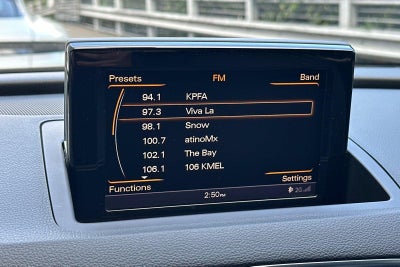 Presets FM Band
94.1 KPFA
97.3 Viva La
98.1 Snow
100.7 atinoMx
102.1 The Bay
106.1 106 KMEL
Functions Settings
2:50PM 2G